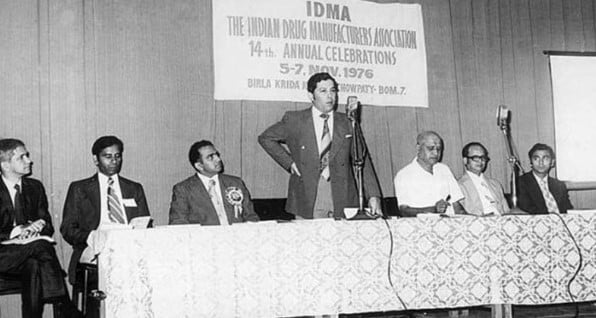 IDMA
THE INDIAN DRUG MANUFACTURERS ASSOCIATION
14th. ANNUAL CELEBRATIONS
5-7, NOV. 1976
BIRLA KRIDA CHOWPATY-BOM.7.